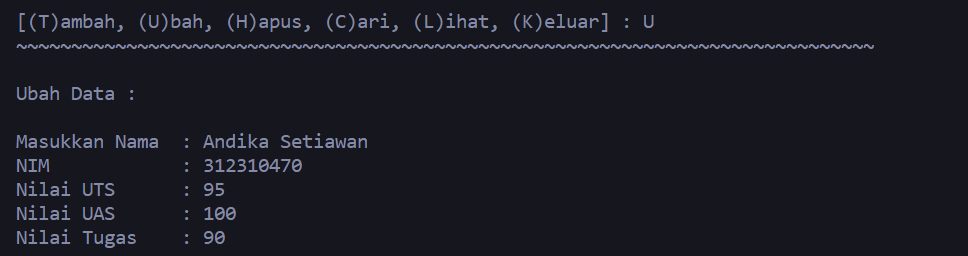 [(T)ambah, (U)bah, (H)apus, (C)ari, (L)ihat, (K)eluar] : U
~~~~~~~~~~~~~~~~~~~~~~~~~~~~~~~~~~~~~~~~~~~~~~~~~~~~~~~~~~~~~~~~~~~~~~~~~~~~~~
Ubah Data :
Masukkan Nama  : Andika Setiawan
NIM            : 312310470
Nilai UTS      : 95
Nilai UAS      : 100
Nilai Tugas    : 90